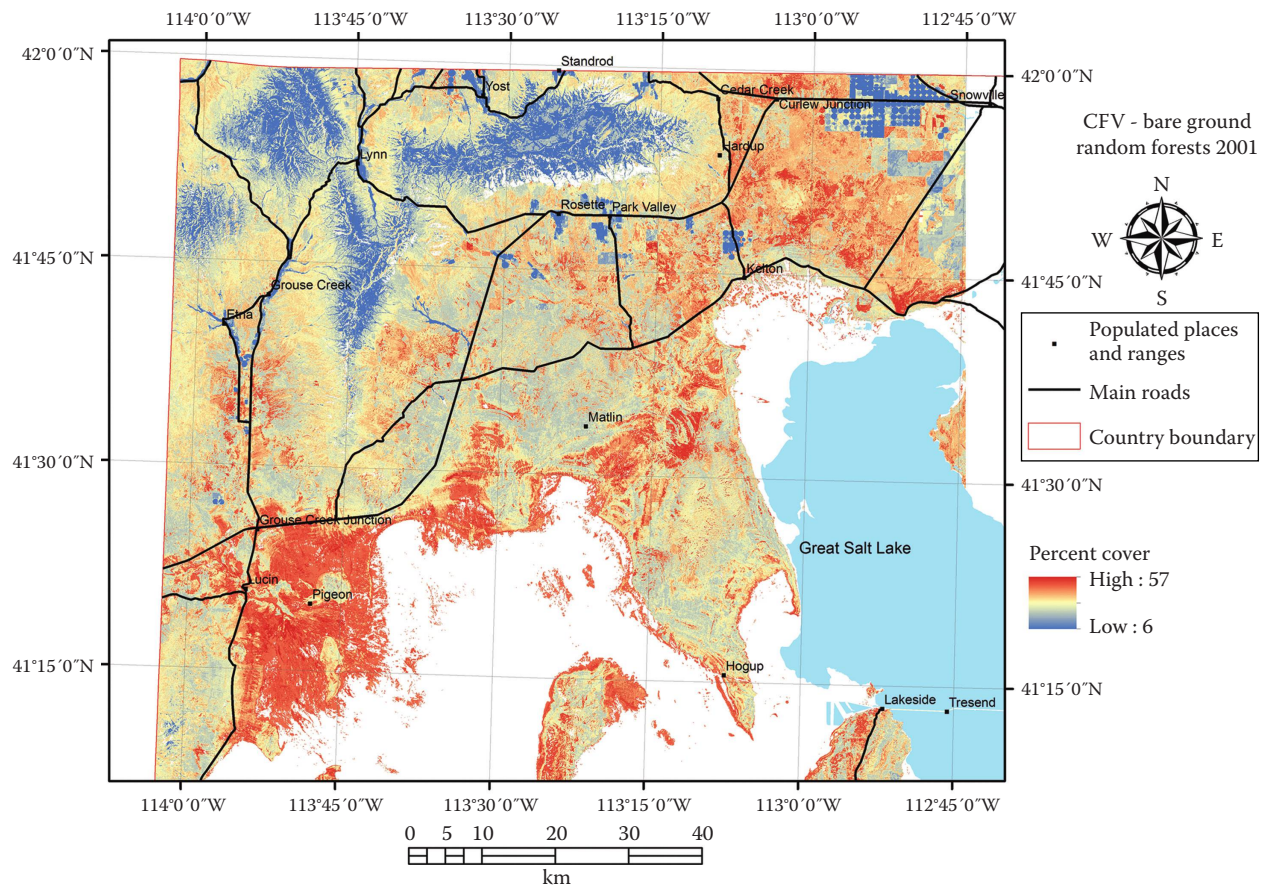 114°0´0˝W
113°45´0˝W
113°30´0˝W
113°15´0˝W
113°0´0˝W
112°45´0˝W
42°0´0˝N
42°0´0˝N
Standrod
Yost
Cedar Creek
Snowville
Curlew Junction
Hardup
Lynn
Rosette
Park Valley
41°45´0˝N
41°45´0˝N
Kelton
Grouse Creek
Etna
Matlin
41°30´0˝N
41°30´0˝N
Grouse Creek Junction
Great Salt Lake
Lucin
Pigeon
41°15´0˝N
41°15´0˝N
Hogup
Lakeside
Tresend
114°0´0˝W
113°45´0˝W
113°30´0˝W
113°15´0˝W
113°0´0˝W
112°45´0˝W
0 5 10 20 30 40
km
CFV - bare ground
random forests 2001
N
W E
S
Populated places
and ranges
Main roads
Country boundary
Percent cover
High : 57
Low : 6